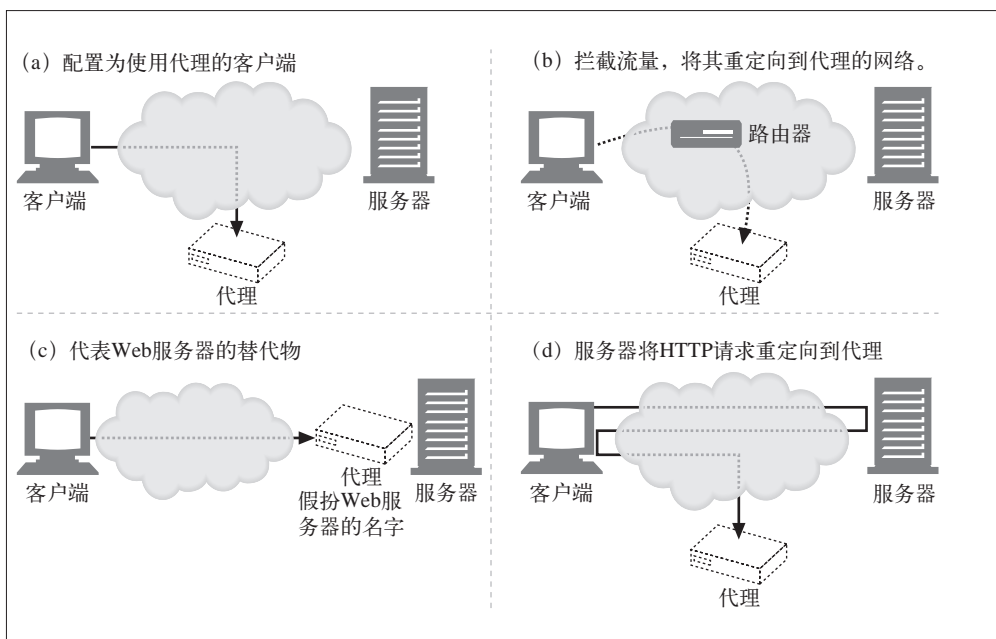 (a) 配置为使用代理的客户端
客户端
服务器
代理
(b) 拦截流量，将其重定向到代理的网络。
路由器
客户端
服务器
代理
(c) 代表Web服务器的替代物
客户端
代理
假扮Web服
务器的名字
服务器
(d) 服务器将HTTP请求重定向到代理
客户端
服务器
代理